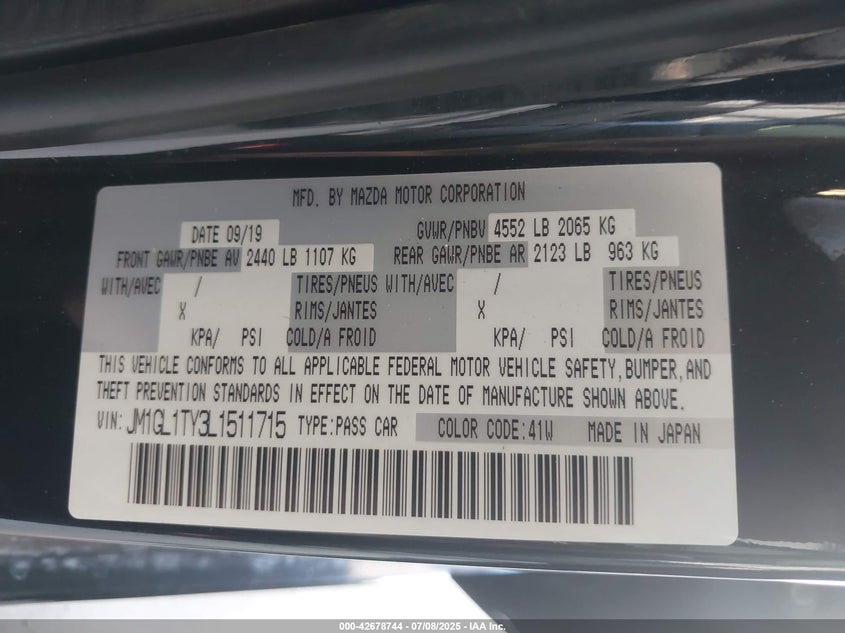 MFD. BY MAZDA MOTOR CORPORATION
DATE 09/19 GVWR/PNBV 4552 LB 2065 KG
FRONT GAWR/PNBE AV 2440 LB 1107 KG REAR GAWR/PNBE AR 2123 LB 963 KG
WITH/AVEC / TIRES/PNEUS WITH/AVEC / TIRES/PNEUS
X RIMS/JANTES X RIMS/JANTES
KPA/ PSI COLD/A FROID KPA/ PSI COLD/A FROID
THIS VEHICLE CONFORMS TO ALL APPLICABLE FEDERAL MOTOR VEHICLE SAFETY, BUMPER, AND
THEFT PREVENTION STANDARDS IN EFFECT ON THE DATE OF MANUFACTURE SHOWN ABOVE.
VIN: JM1GL1TY3L1511715 TYPE: PASS CAR COLOR CODE: 41W MADE IN JAPAN
000-42678744 - 07/08/2025 - IAA Inc.